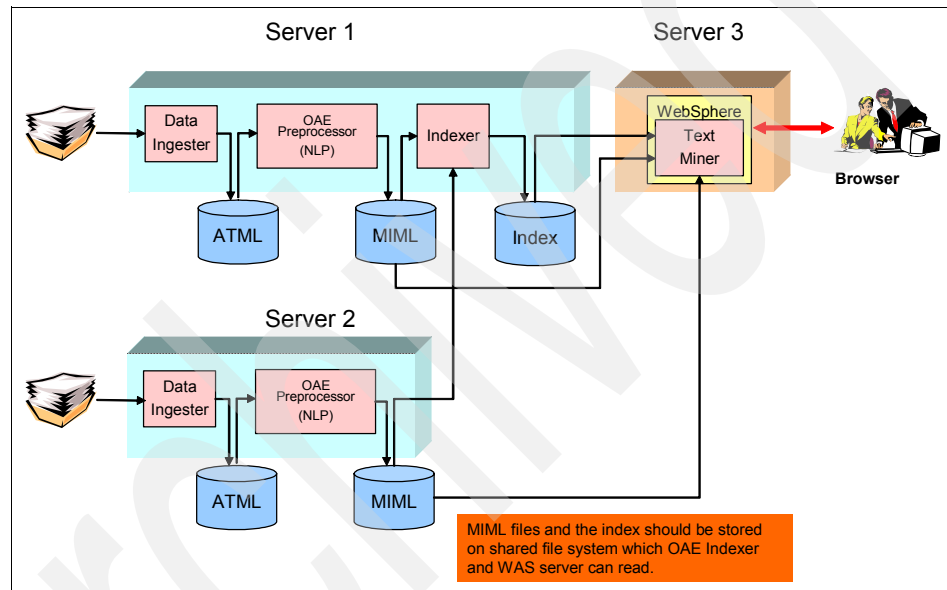 Server 1
Server 3
Data
Ingester
OAE
Preprocessor
(NLP)
Indexer
WebSphere
Text
Miner
Browser
ATML
MIML
Index
Server 2
Data
Ingester
OAE
Preprocessor
(NLP)
ATML
MIML
MIML files and the index should be stored
on shared file system which OAE Indexer
and WAS server can read.